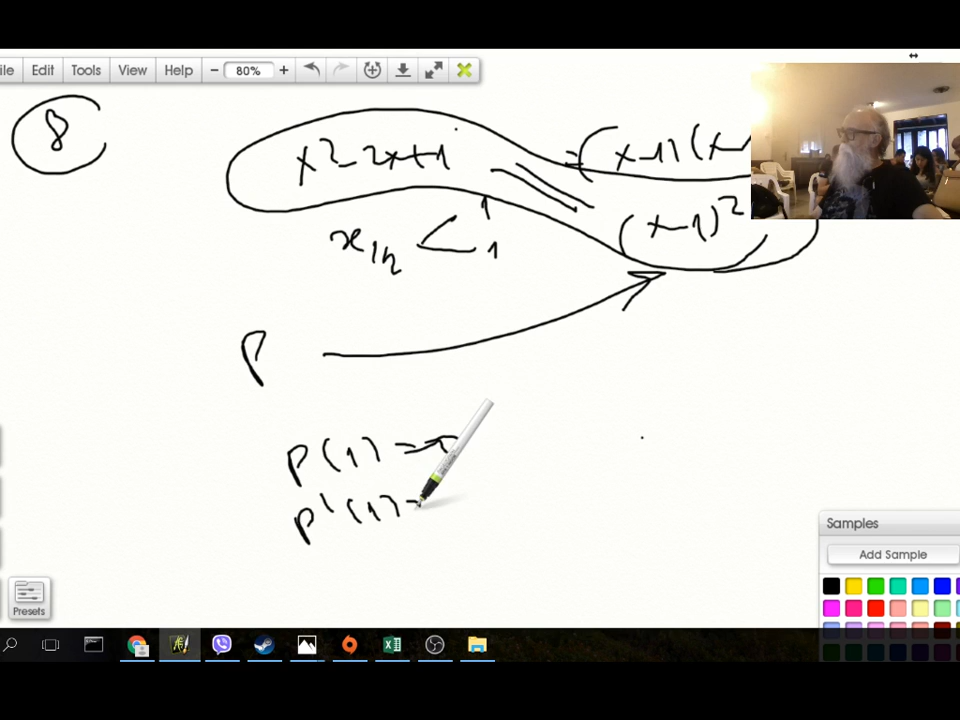 ile Edit Tools View Help − 80% +
8
x²-2x+1 =(x-1)(x-
(x-1)²
x₁/₂ < 1
1
P
P(1)=
P'(1)=
Samples
Add Sample
Presets